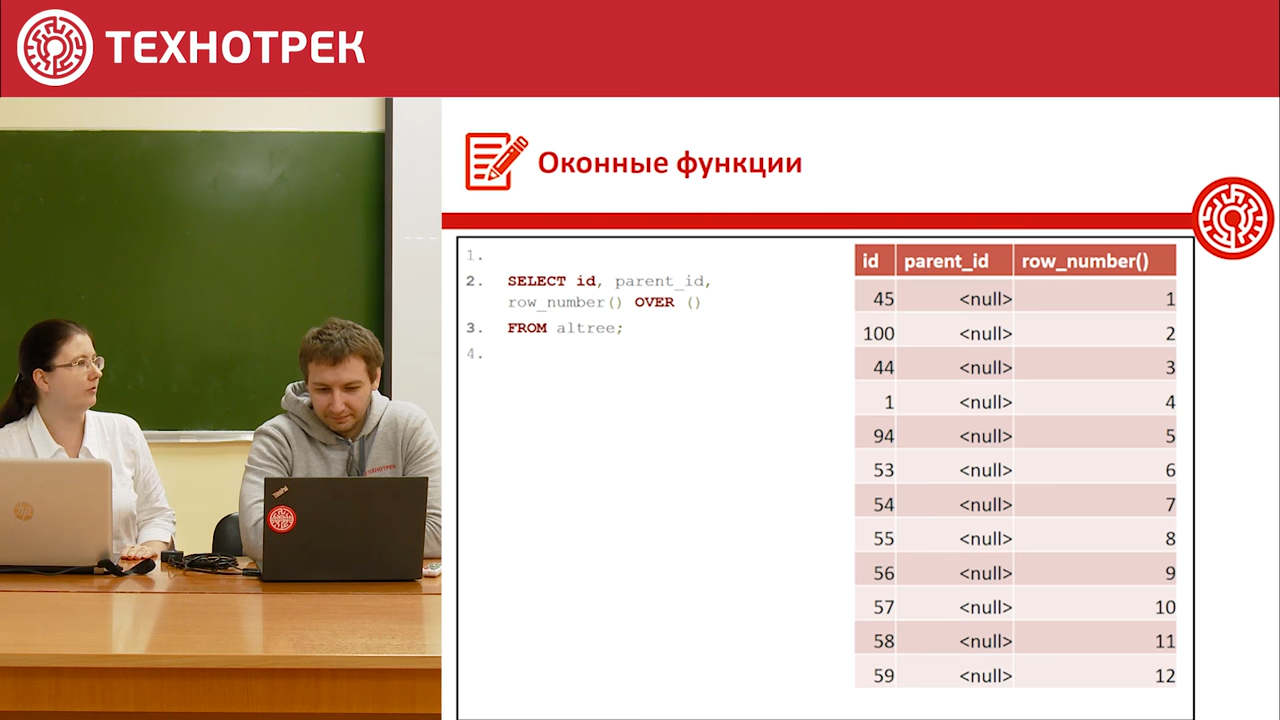 ТЕХНОТРЕК
Оконные функции
1.
2. SELECT id, parent_id,
row_number() OVER ()
3. FROM altree;
4.
id parent_id row_number()
45 <null> 1
100 <null> 2
44 <null> 3
1 <null> 4
94 <null> 5
53 <null> 6
54 <null> 7
55 <null> 8
56 <null> 9
57 <null> 10
58 <null> 11
59 <null> 12
ThinkPad
hp